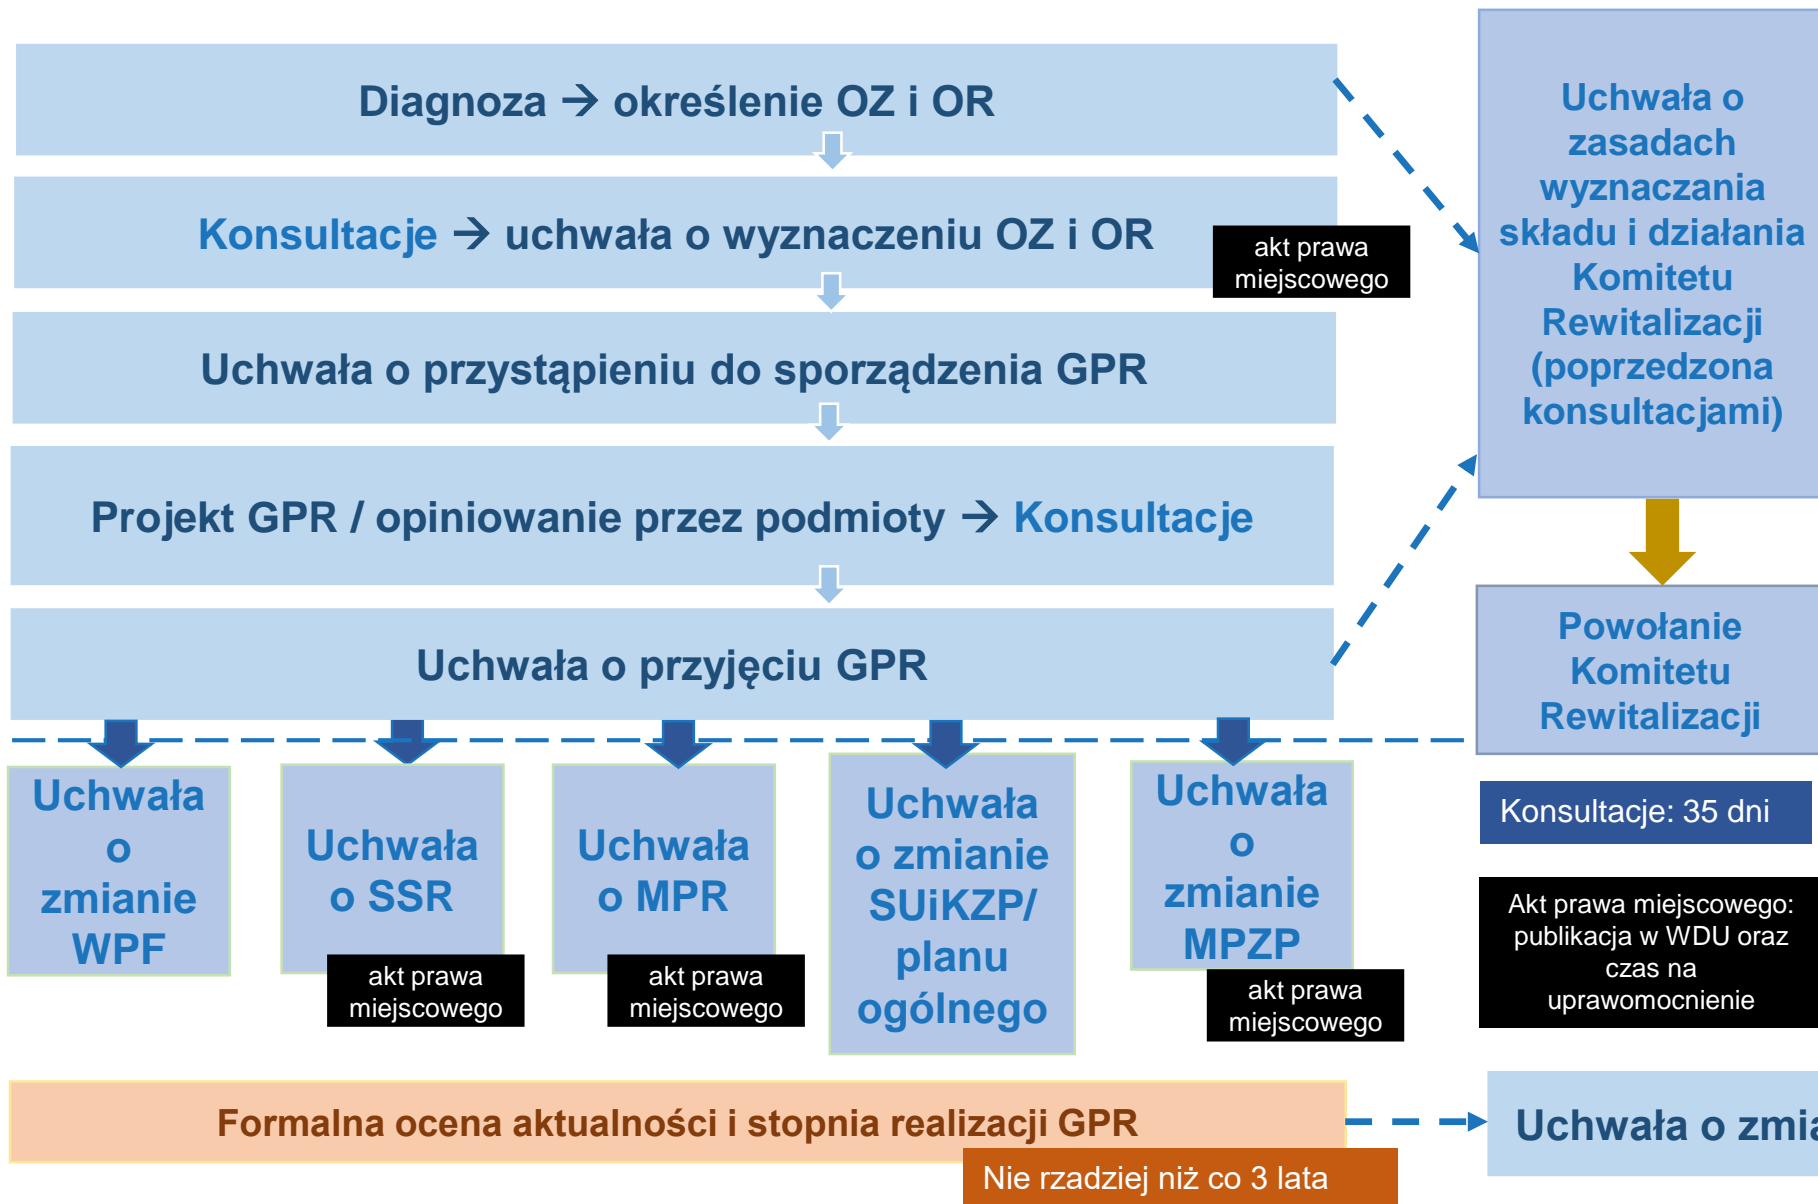 Diagnoza → określenie OZ i OR
Konsultacje → uchwała o wyznaczeniu OZ i OR
akt prawa
miejscowego
Uchwała o przystąpieniu do sporządzenia GPR
Projekt GPR / opiniowanie przez podmioty → Konsultacje
Uchwała o przyjęciu GPR
Uchwała o
zasadach
wyznaczania
składu i działania
Komitetu
Rewitalizacji
(poprzedzona
konsultacjami)
Powołanie
Komitetu
Rewitalizacji
Uchwała
o
zmianie
WPF
Uchwała
o SSR
akt prawa
miejscowego
Uchwała
o MPR
akt prawa
miejscowego
Uchwała
o zmianie
SUiKZP/
planu
ogólnego
Uchwała
o
zmianie
MPZP
akt prawa
miejscowego
Konsultacje: 35 dni
Akt prawa miejscowego:
publikacja w WDU oraz
czas na
uprawomocnienie
Formalna ocena aktualności i stopnia realizacji GPR
Nie rzadziej niż co 3 lata
Uchwała o